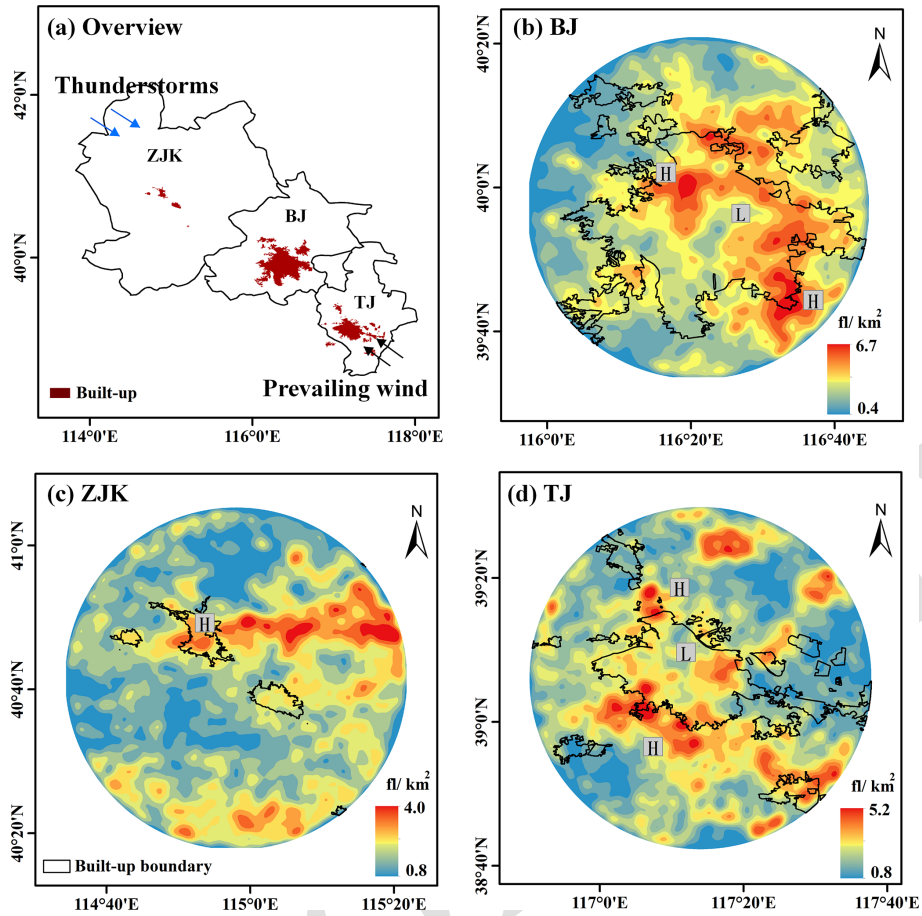 (a) Overview
Thunderstorms
ZJK
BJ
TJ
Prevailing wind
Built-up
42°0'N
40°0'N
114°0'E
116°0'E
118°0'E
(b) BJ
N
H
L
H
fl/ km2
6.7
0.4
40°20'N
40°0'N
39°40'N
116°0'E
116°20'E
116°40'E
(c) ZJK
N
H
fl/ km2
4.0
0.8
Built-up boundary
41°0'N
40°40'N
40°20'N
114°40'E
115°0'E
115°20'E
(d) TJ
N
H
L
H
fl/ km2
5.2
0.8
39°20'N
39°0'N
38°40'N
117°0'E
117°20'E
117°40'E